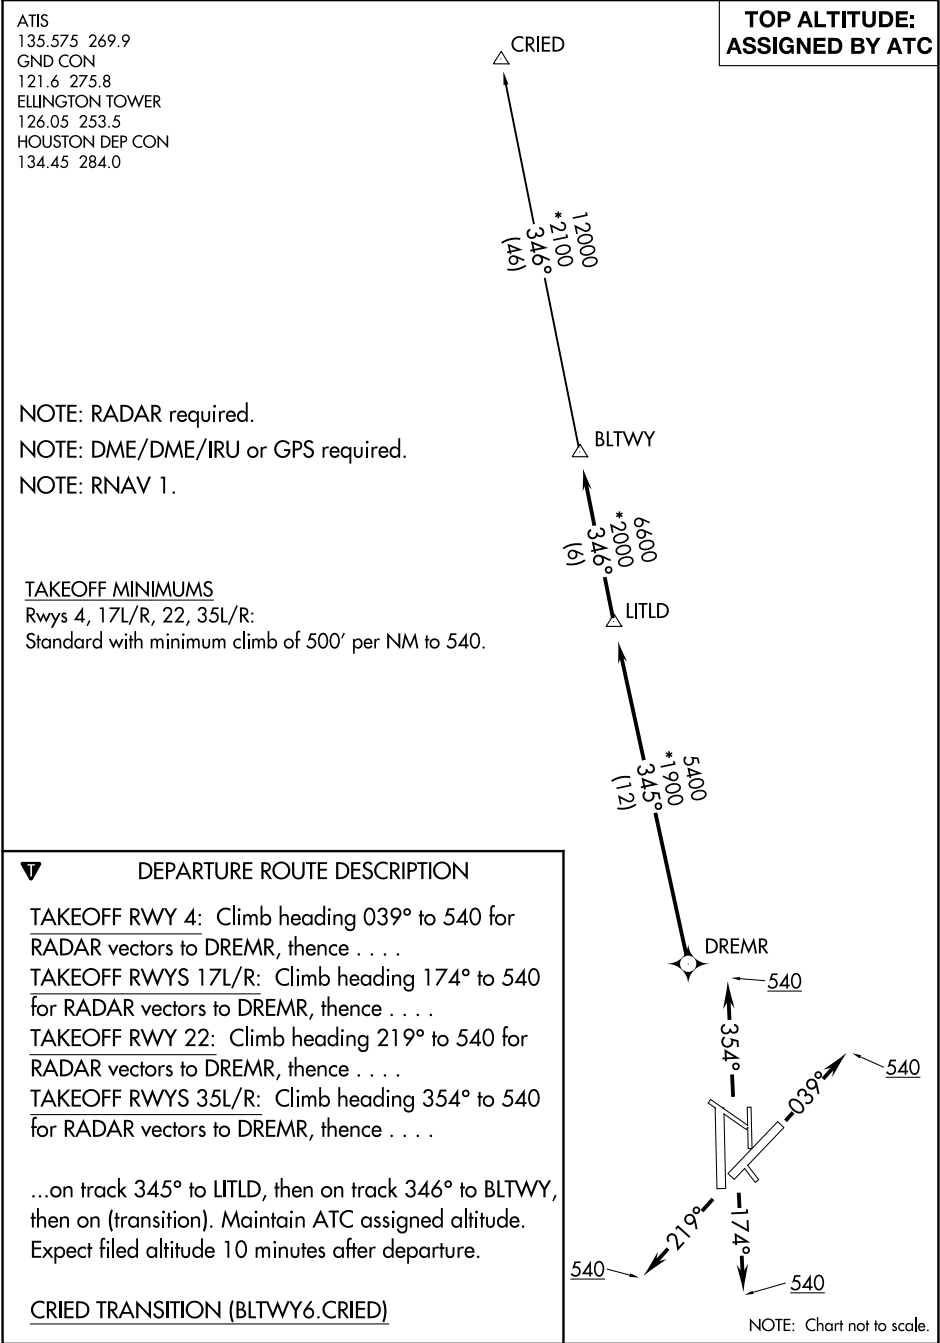 ATIS
135.575 269.9
GND CON
121.6 275.8
ELLINGTON TOWER
126.05 253.5
HOUSTON DEP CON
134.45 284.0
TOP ALTITUDE:
ASSIGNED BY ATC
CRIED
12000
*2100
346°
(46)
NOTE: RADAR required.
NOTE: DME/DME/IRU or GPS required.
NOTE: RNAV 1.
BLTWY
6600
*2000
346°
(6)
TAKEOFF MINIMUMS
Rwys 4, 17L/R, 22, 35L/R:
Standard with minimum climb of 500' per NM to 540.
LITLD
5400
*1900
345°
(12)
DREMR
T
DEPARTURE ROUTE DESCRIPTION
TAKEOFF RWY 4: Climb heading 039° to 540 for
RADAR vectors to DREMR, thence . . . .
TAKEOFF RWYS 17L/R: Climb heading 174° to 540
for RADAR vectors to DREMR, thence . . . .
TAKEOFF RWY 22: Climb heading 219° to 540 for
RADAR vectors to DREMR, thence . . . .
TAKEOFF RWYS 35L/R: Climb heading 354° to 540
for RADAR vectors to DREMR, thence . . . .
...on track 345° to LITLD, then on track 346° to BLTWY,
then on (transition). Maintain ATC assigned altitude.
Expect filed altitude 10 minutes after departure.
CRIED TRANSITION (BLTWY6.CRIED)
540
354°
540
039°
219°
174°
540
540
NOTE: Chart not to scale.